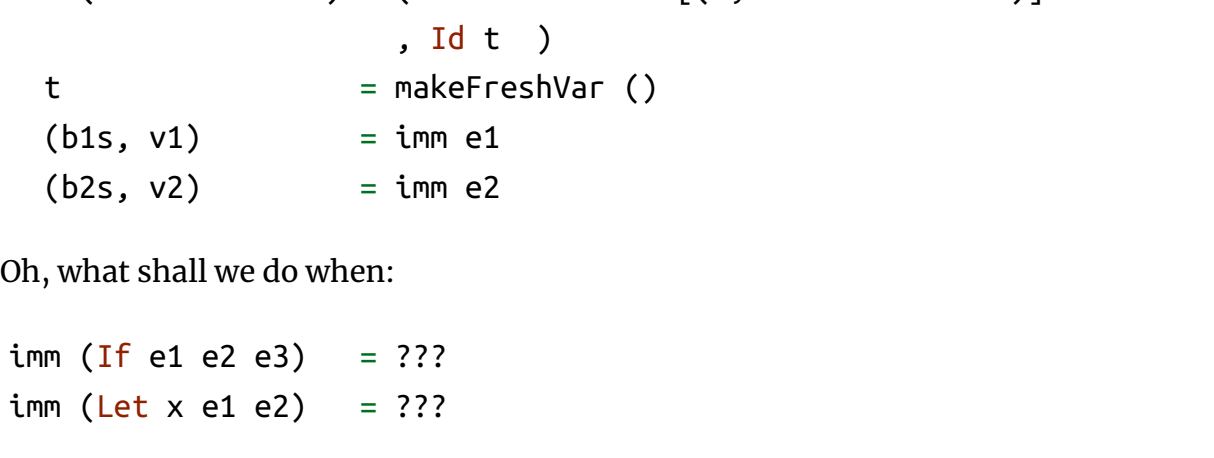 , Id t )
t = makeFreshVar ()
(b1s, v1) = imm e1
(b2s, v2) = imm e2
Oh, what shall we do when:
imm (If e1 e2 e3) = ???
imm (Let x e1 e2) = ???